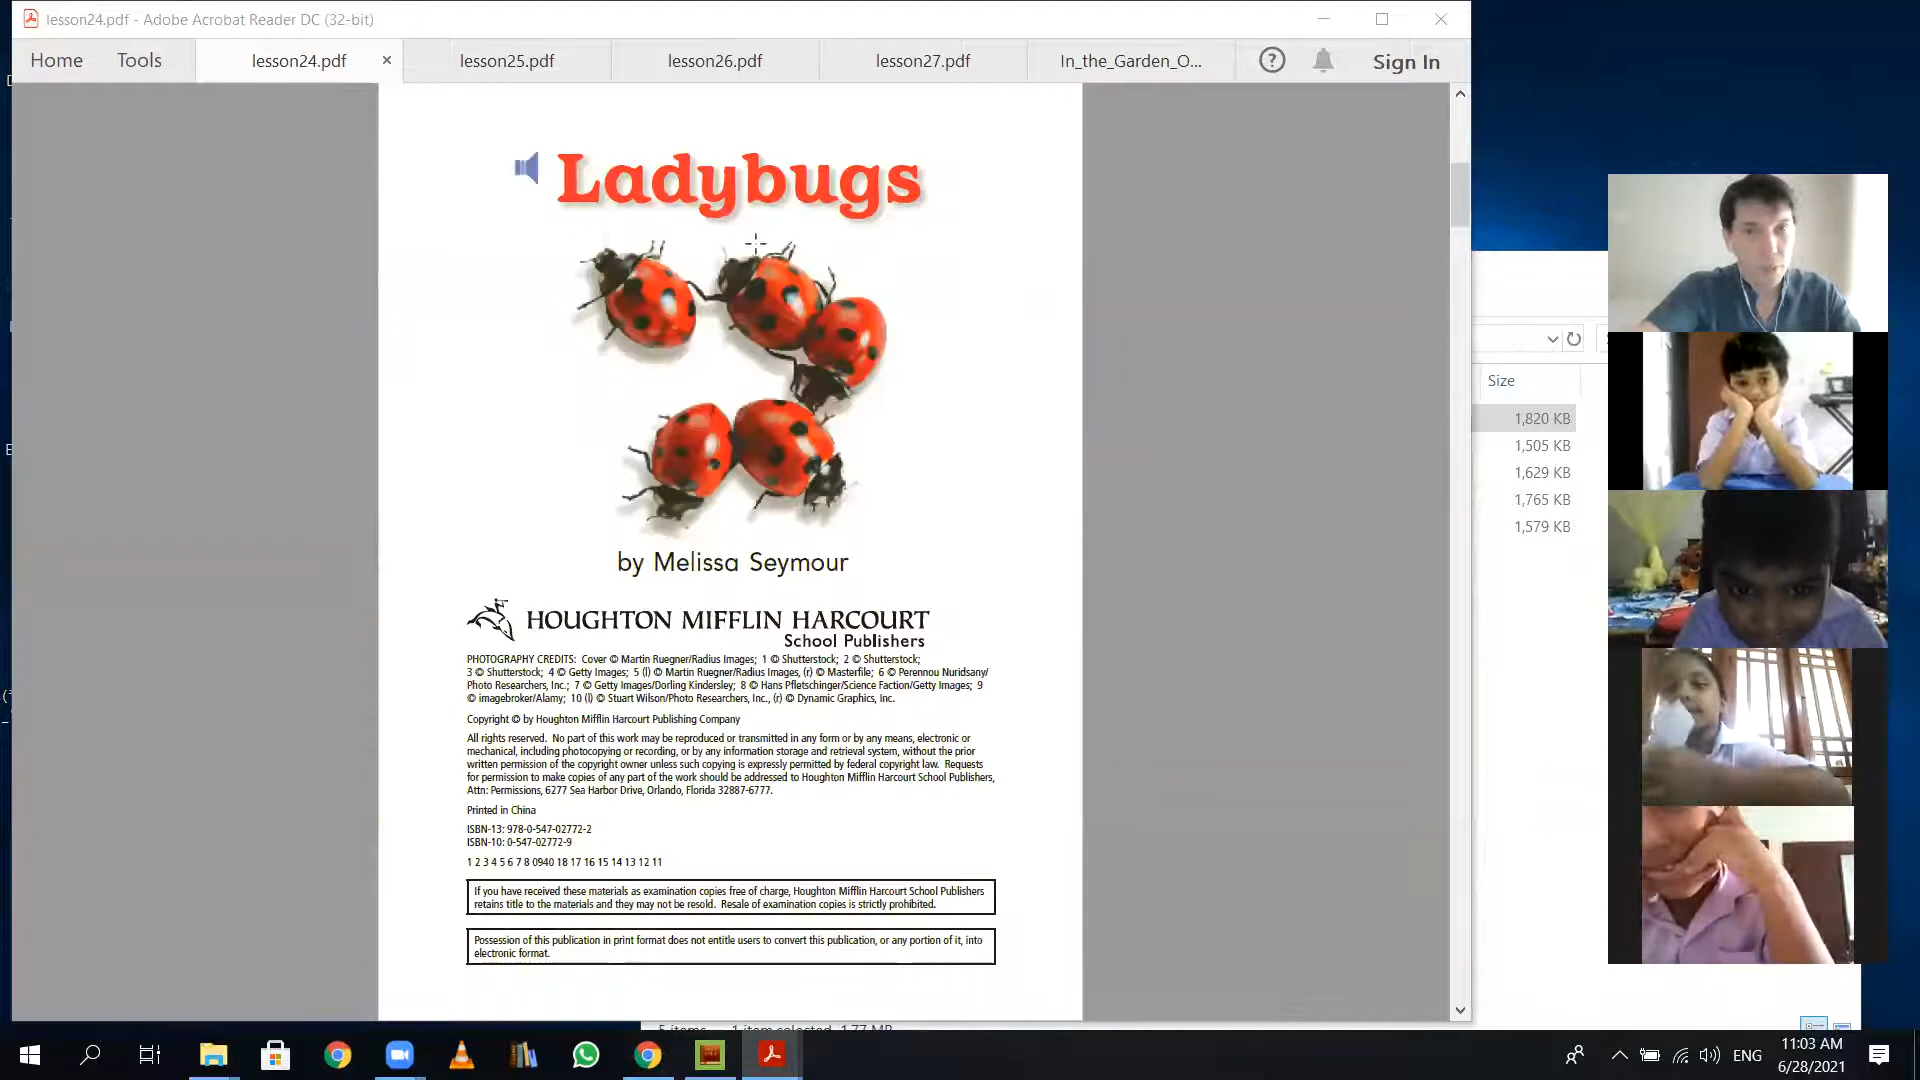 lesson24.pdf - Adobe Acrobat Reader DC (32-bit)
Home Tools lesson24.pdf lesson25.pdf lesson26.pdf lesson27.pdf In_the_Garden_O... Sign In
Ladybugs
by Melissa Seymour
HOUGHTON MIFFLIN HARCOURT
School Publishers
PHOTOGRAPHY CREDITS: Cover © Martin Ruegner/Radius Images; 1 © Shutterstock; 2 © Shutterstock;
3 © Shutterstock; 4 © Getty Images; 5 (l) © Martin Ruegner/Radius Images, (r) © Masterfile; 6 © Perennou Nuridsany/
Photo Researchers, Inc.; 7 © Getty Images/Dorling Kindersley; 8 © Hans Pfletschinger/Science Faction/Getty Images; 9
© imagebroker/Alamy; 10 (l) © Stuart Wilson/Photo Researchers, Inc., (r) © Dynamic Graphics, Inc.
Copyright © by Houghton Mifflin Harcourt Publishing Company
All rights reserved. No part of this work may be reproduced or transmitted in any form or by any means, electronic or
mechanical, including photocopying or recording, or by any information storage and retrieval system, without the prior
written permission of the copyright owner unless such copying is expressly permitted by federal copyright law. Requests
for permission to make copies of any part of the work should be addressed to Houghton Mifflin Harcourt School Publishers,
Attn: Permissions, 6277 Sea Harbor Drive, Orlando, Florida 32887-6777.
Printed in China
ISBN-13: 978-0-547-02772-2
ISBN-10: 0-547-02772-9
1 2 3 4 5 6 7 8 0940 18 17 16 15 14 13 12 11
If you have received these materials as examination copies free of charge, Houghton Mifflin Harcourt School Publishers
retains title to the materials and they may not be resold. Resale of examination copies is strictly prohibited.
Possession of this publication in print format does not entitle users to convert this publication, or any portion of it, into
electronic format.
Size
1,820 KB
1,505 KB
1,629 KB
1,765 KB
1,579 KB
5 items 1 item selected 1.77 MB
ENG
11:03 AM
6/28/2021